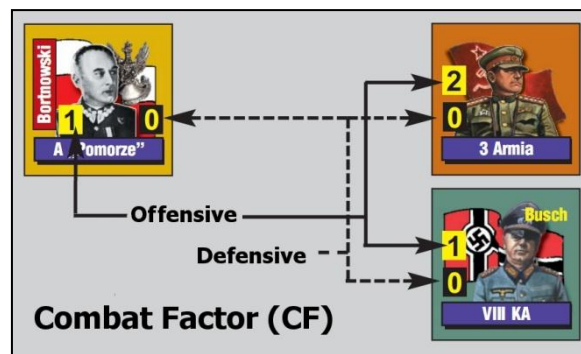 Bortnowski
1 0
A "Pomorze"
2
0
3 Armia
Offensive
Defensive
Busch
1
0
VIII KA
Combat Factor (CF)